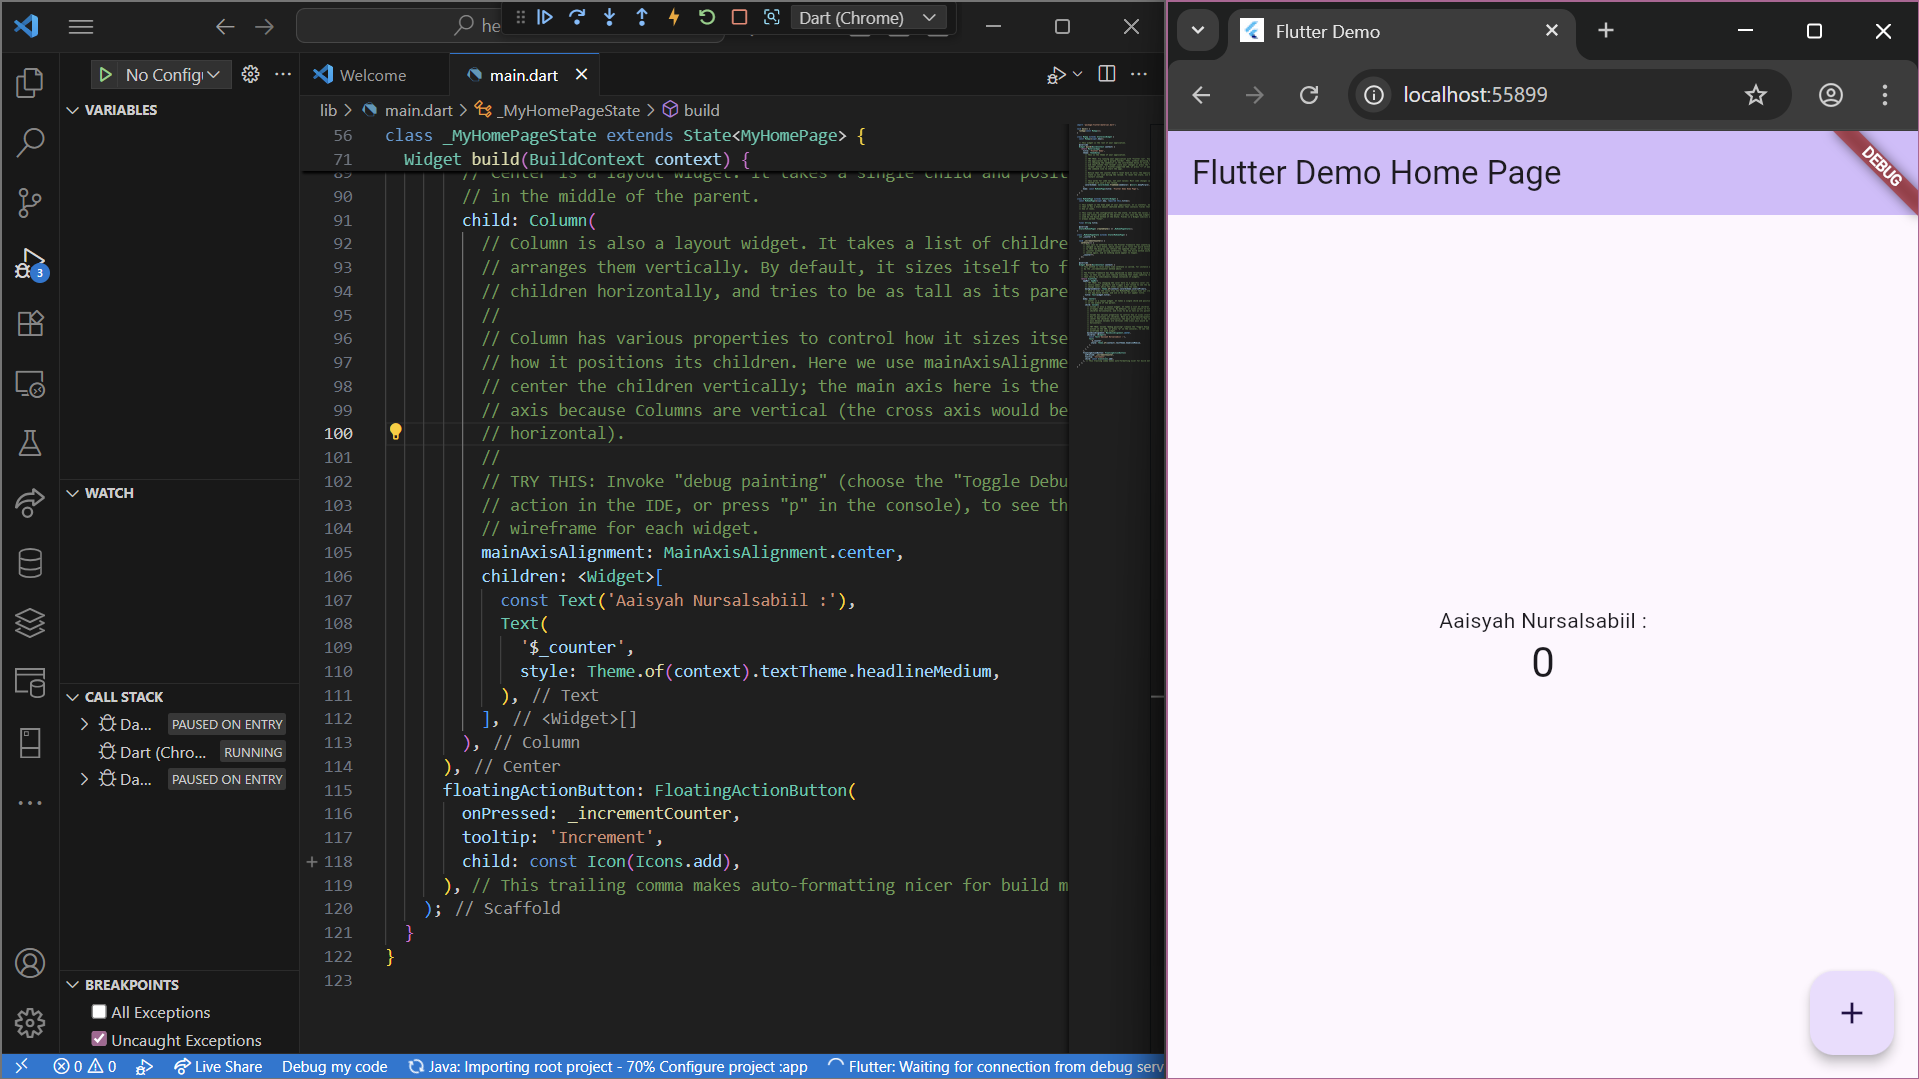 he
Dart (Chrome)
No Config
VARIABLES
WATCH
CALL STACK
Da... PAUSED ON ENTRY
Dart (Chro... RUNNING
Da... PAUSED ON ENTRY
BREAKPOINTS
All Exceptions
Uncaught Exceptions
3
Welcome
main.dart
lib > main.dart > _MyHomePageState > build
56 class _MyHomePageState extends State<MyHomePage> {
71 Widget build(BuildContext context) {
89 // Center is a layout widget. It takes a single child and posit
90 // in the middle of the parent.
91 child: Column(
92 // Column is also a layout widget. It takes a list of childre
93 // arranges them vertically. By default, it sizes itself to f
94 // children horizontally, and tries to be as tall as its pare
95 //
96 // Column has various properties to control how it sizes itse
97 // how it positions its children. Here we use mainAxisAlignme
98 // center the children vertically; the main axis here is the
99 // axis because Columns are vertical (the cross axis would be
100 // horizontal).
101 //
102 // TRY THIS: Invoke "debug painting" (choose the "Toggle Debu
103 // action in the IDE, or press "p" in the console), to see th
104 // wireframe for each widget.
105 mainAxisAlignment: MainAxisAlignment.center,
106 children: <Widget>[
107 const Text('Aaisyah Nursalsabiil :'),
108 Text(
109 '$_counter',
110 style: Theme.of(context).textTheme.headlineMedium,
111 ), // Text
112 ], // <Widget>[]
113 ), // Column
114 ), // Center
115 floatingActionButton: FloatingActionButton(
116 onPressed: _incrementCounter,
117 tooltip: 'Increment',
118 child: const Icon(Icons.add),
119 ), // This trailing comma makes auto-formatting nicer for build m
120 ); // Scaffold
121 }
122 }
123
0 0 Live Share Debug my code Java: Importing root project - 70% Configure project :app Flutter: Waiting for connection from debug serv
Flutter Demo
localhost:55899
Flutter Demo Home Page
DEBUG
Aaisyah Nursalsabiil :
0